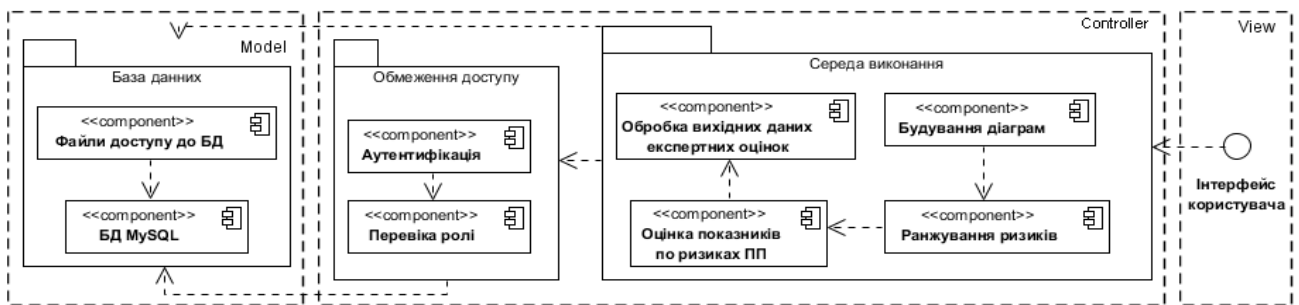 Model
База данних
<<component>>
Файли доступу до БД
<<component>>
БД MySQL
Controller
Обмеження доступу
<<component>>
Аутентифікація
<<component>>
Перевіка ролі
Середа виконання
<<component>>
Обробка вихідних даних
експертних оцінок
<<component>>
Будування діаграм
<<component>>
Оцінка показників
по ризиках ПП
<<component>>
Ранжування ризиків
View
Інтерфейс
користувача